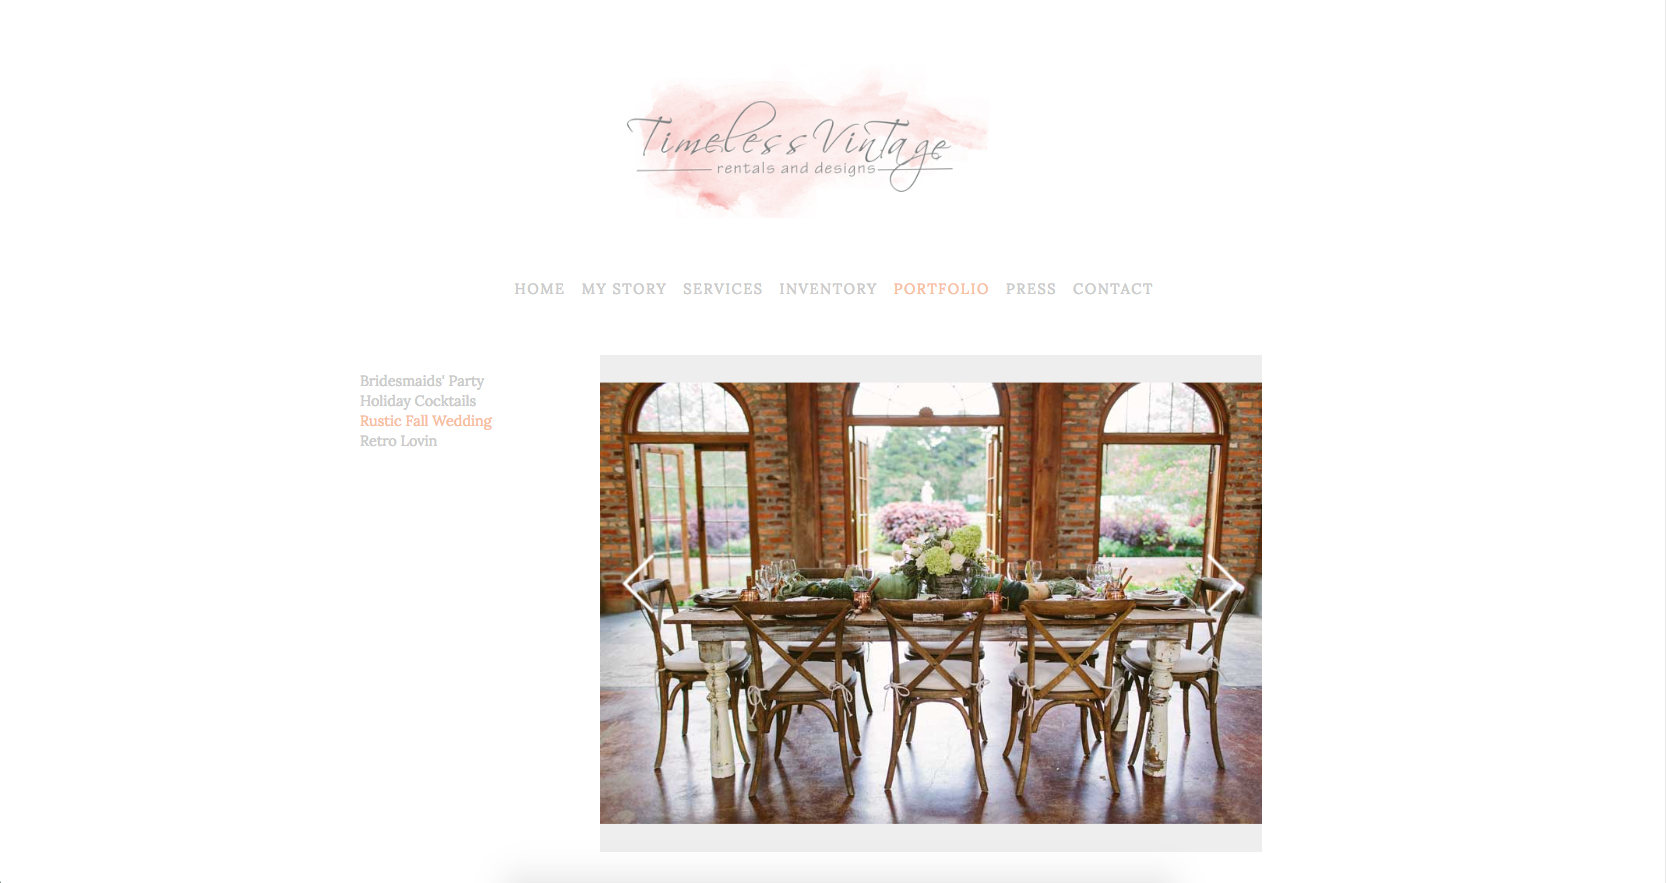 Timeless Vintage
rentals and designs
HOME MY STORY SERVICES INVENTORY PORTFOLIO PRESS CONTACT
Bridesmaids' Party
Holiday Cocktails
Rustic Fall Wedding
Retro Lovin